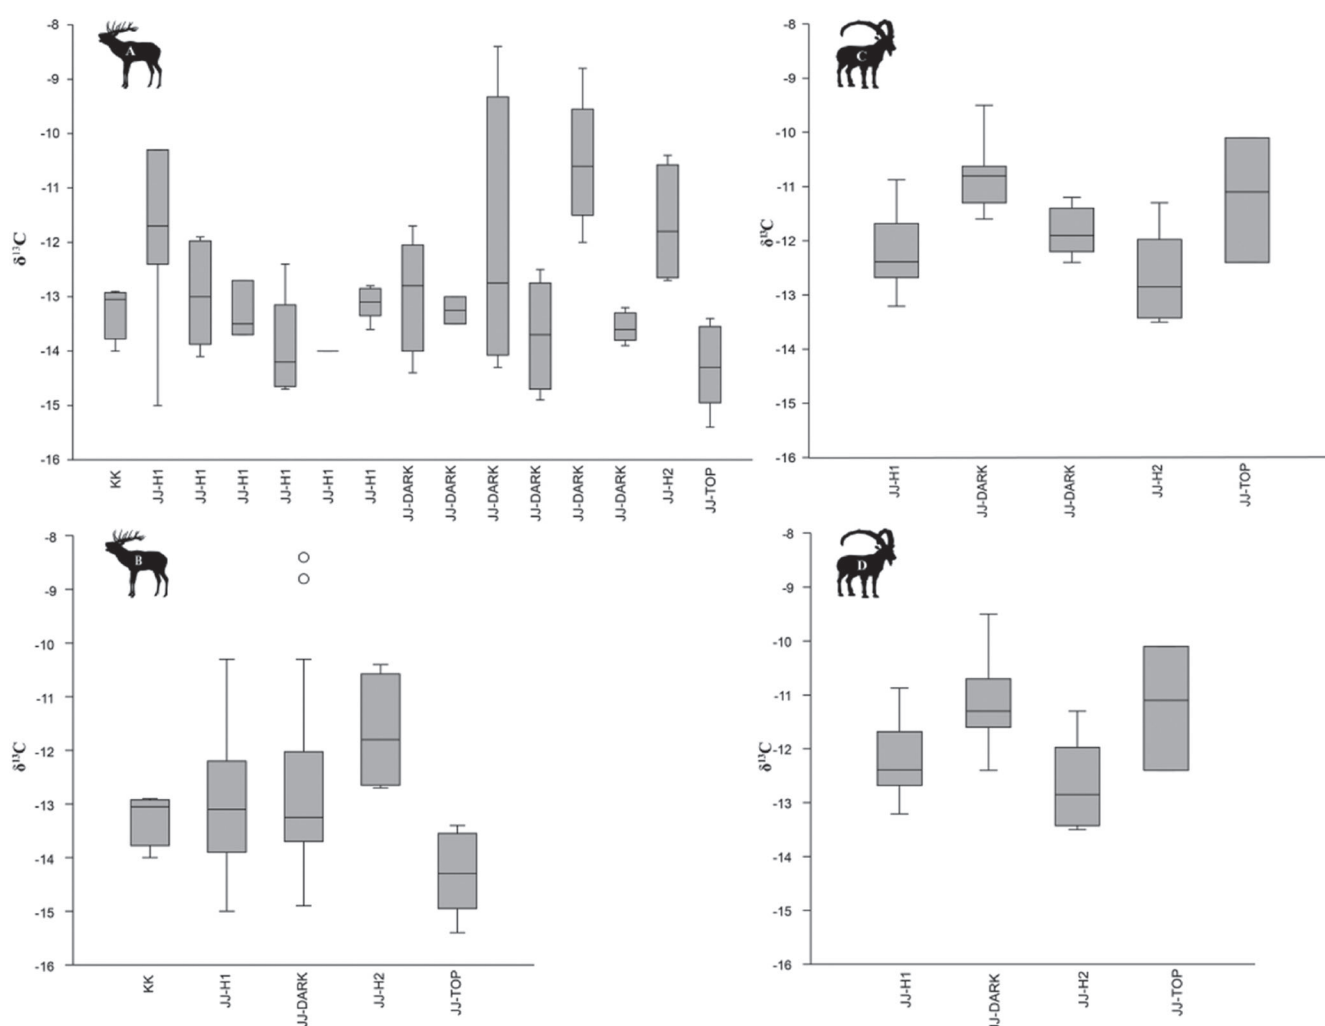 A
-8
-9
-10
-11
-12
-13
-14
-15
-16
δ¹³C
KK
JJ-H1
JJ-H1
JJ-H1
JJ-H1
JJ-H1
JJ-H1
JJ-DARK
JJ-DARK
JJ-DARK
JJ-DARK
JJ-DARK
JJ-DARK
JJ-H2
JJ-TOP
C
-8
-9
-10
-11
-12
-13
-14
-15
-16
δ¹³C
JJ-H1
JJ-DARK
JJ-DARK
JJ-H2
JJ-TOP
B
-8
-9
-10
-11
-12
-13
-14
-15
-16
δ¹³C
KK
JJ-H1
JJ-DARK
JJ-H2
JJ-TOP
D
-8
-9
-10
-11
-12
-13
-14
-15
-16
δ¹³C
JJ-H1
JJ-DARK
JJ-H2
JJ-TOP